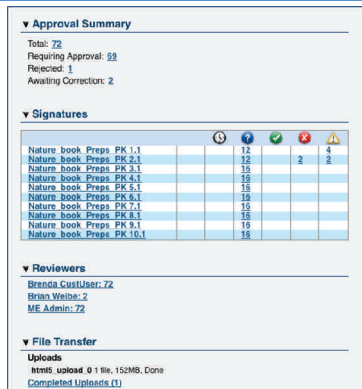 ▼ Approval Summary
Total: 72
Requiring Approval: 69
Rejected: 1
Awaiting Correction: 2
▼ Signatures
Nature_book_Preps_PK 1.1 12 4
Nature_book_Preps_PK 2.1 12 2 2
Nature_book_Preps_PK 3.1 16
Nature_book_Preps_PK 4.1 16
Nature_book_Preps_PK 5.1 16
Nature_book_Preps_PK 6.1 16
Nature_book_Preps_PK 7.1 16
Nature_book_Preps_PK 8.1 16
Nature_book_Preps_PK 9.1 16
Nature_book_Preps_PK 10.1 16
▼ Reviewers
Brenda CustUser: 72
Brian Weibe: 2
ME Admin: 72
▼ File Transfer
Uploads
html5_upload_0 1 file, 152MB, Done
Completed Uploads (1)